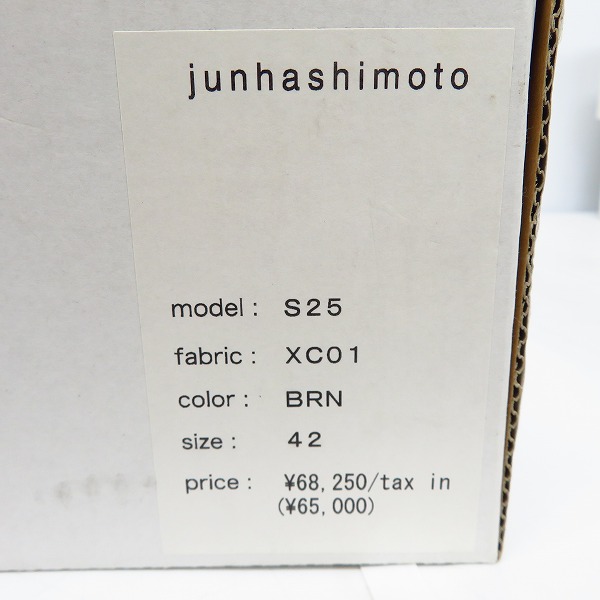 junhashimoto
model: S25
fabric: XC01
color: BRN
size: 42
price: ¥68,250/tax in
(¥65,000)